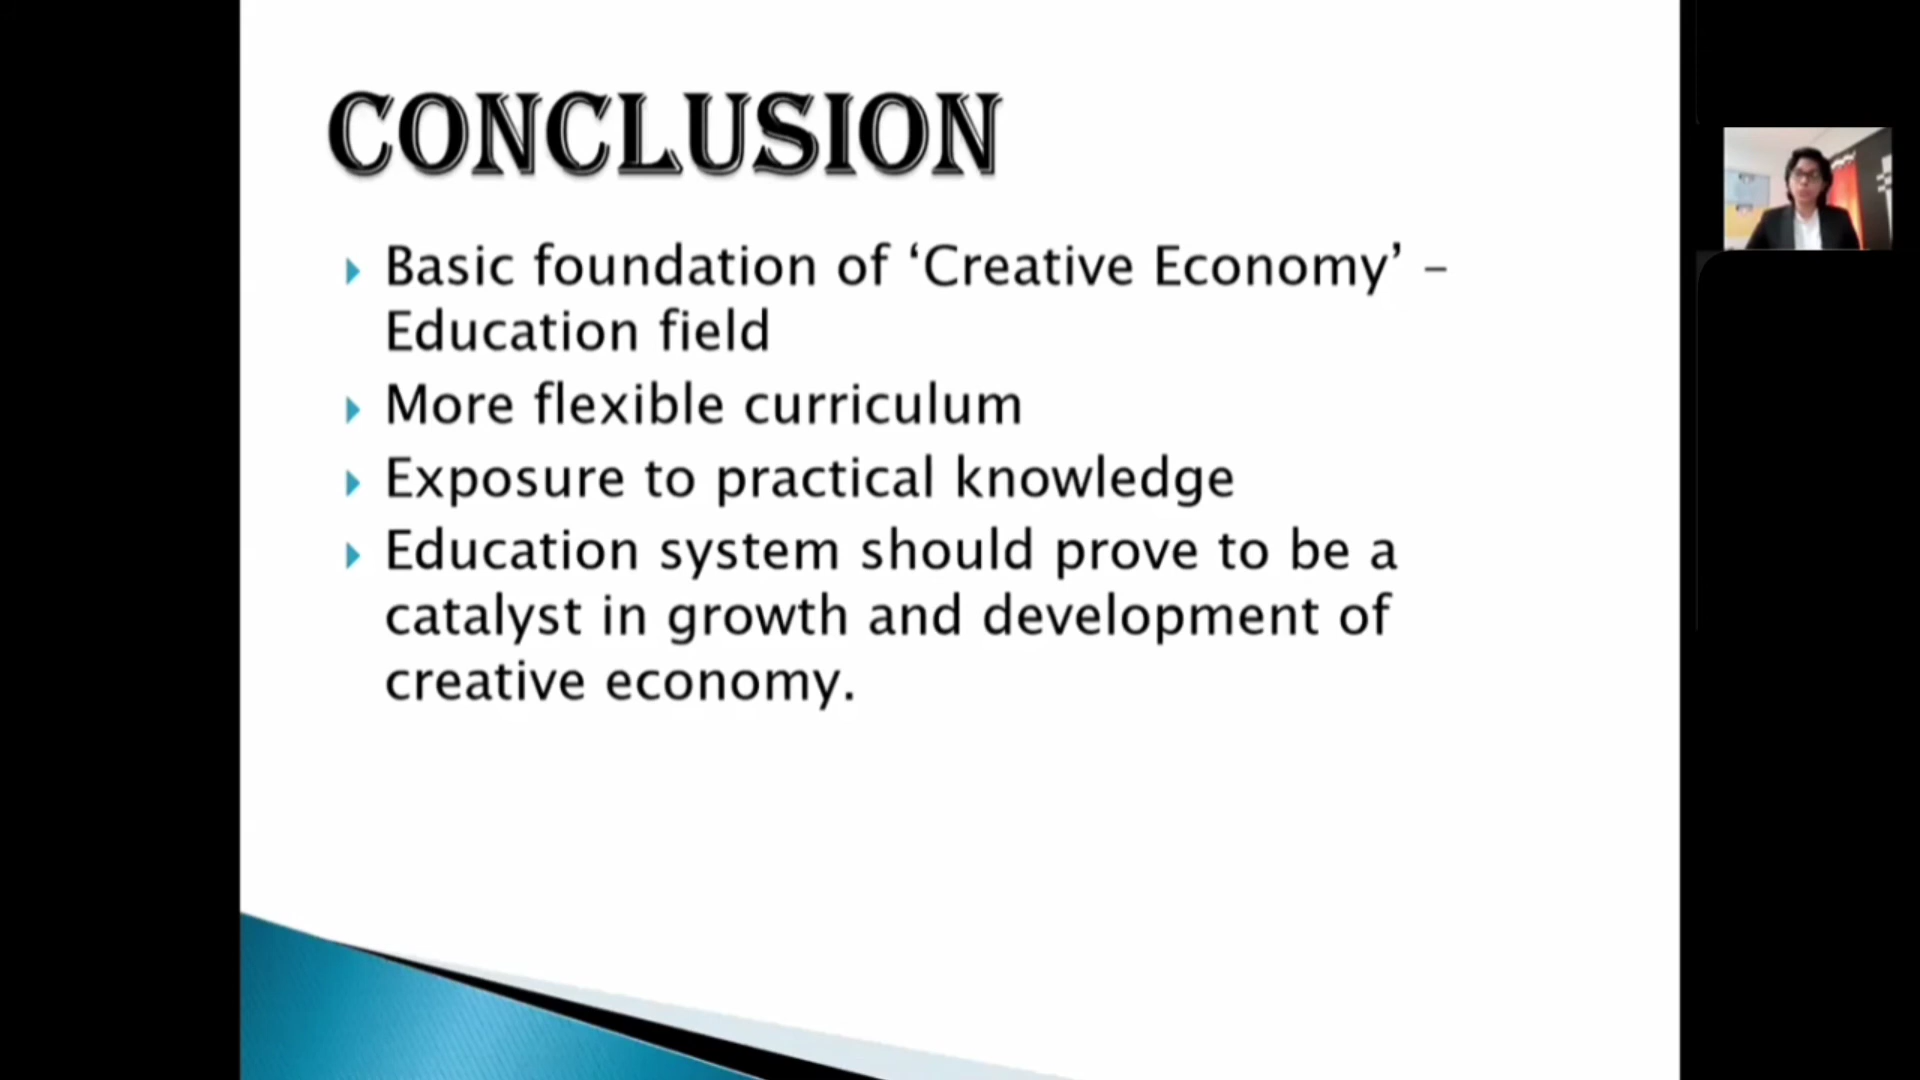 CONCLUSION
Basic foundation of ‘Creative Economy’ –
Education field
More flexible curriculum
Exposure to practical knowledge
Education system should prove to be a
catalyst in growth and development of
creative economy.